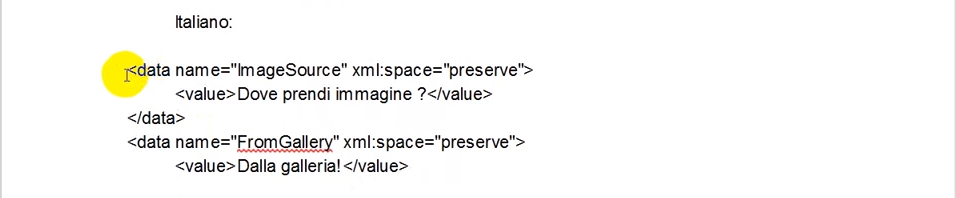 Italiano:
<data name="ImageSource" xml:space="preserve">
<value>Dove prendi immagine ?</value>
</data>
<data name="FromGallery" xml:space="preserve">
<value>Dalla galleria!</value>